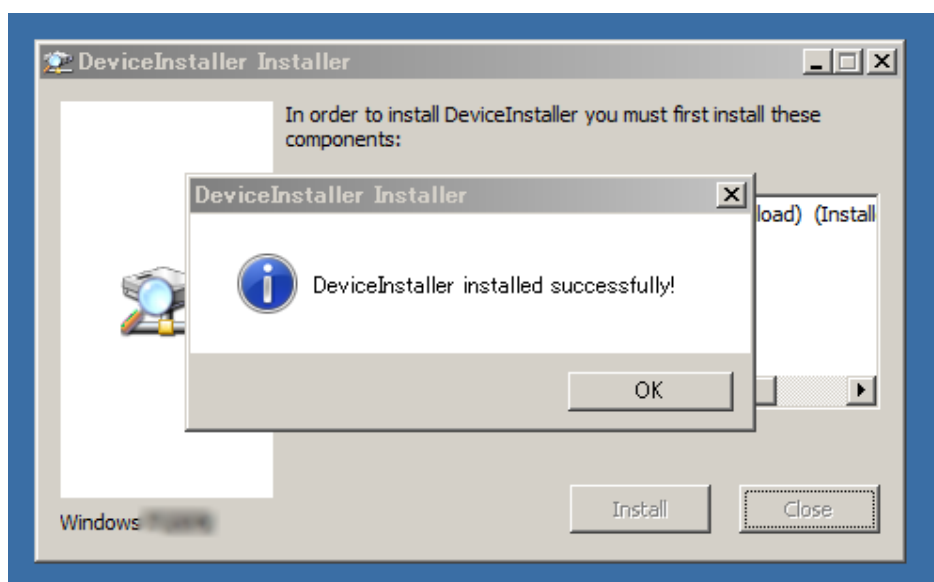 DeviceInstaller Installer
In order to install DeviceInstaller you must first install these
components:
DeviceInstaller Installer
load) (Install
DeviceInstaller installed successfully!
OK
Install
Close
Windows